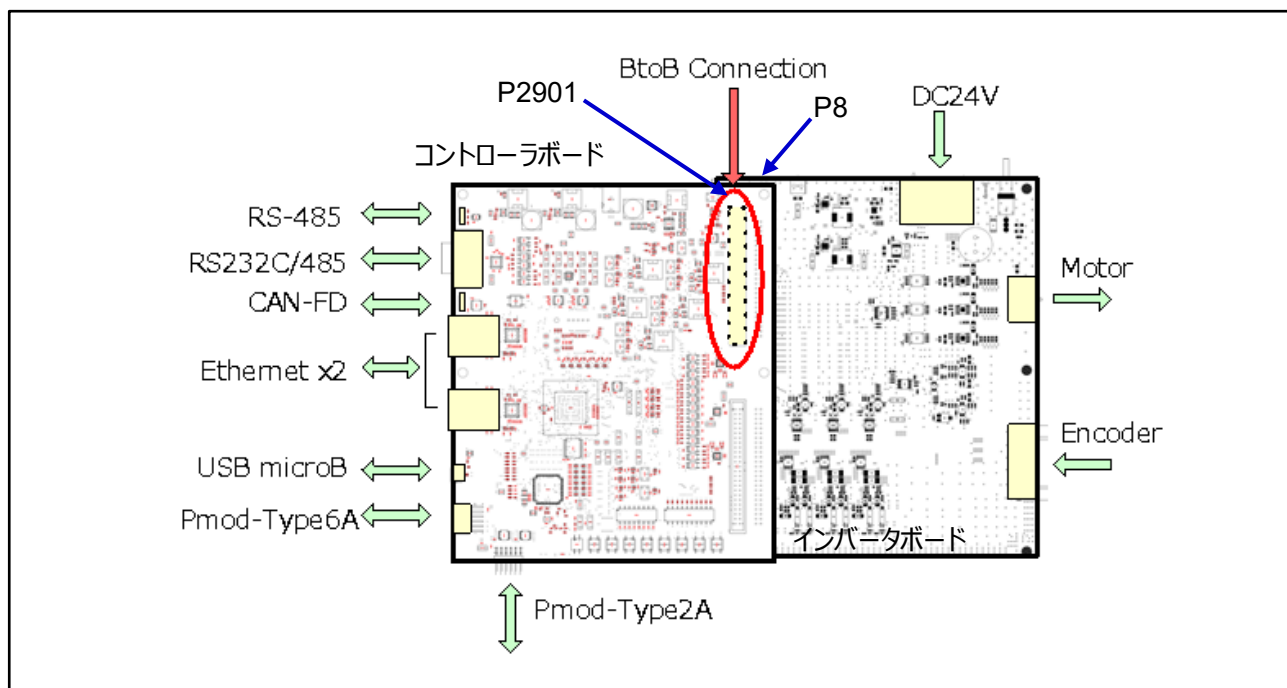 BtoB Connection
P2901
P8
DC24V
コントローラボード
RS-485
RS232C/485
CAN-FD
Ethernet x2
USB microB
Pmod-Type6A
Motor
Encoder
インバータボード
Pmod-Type2A